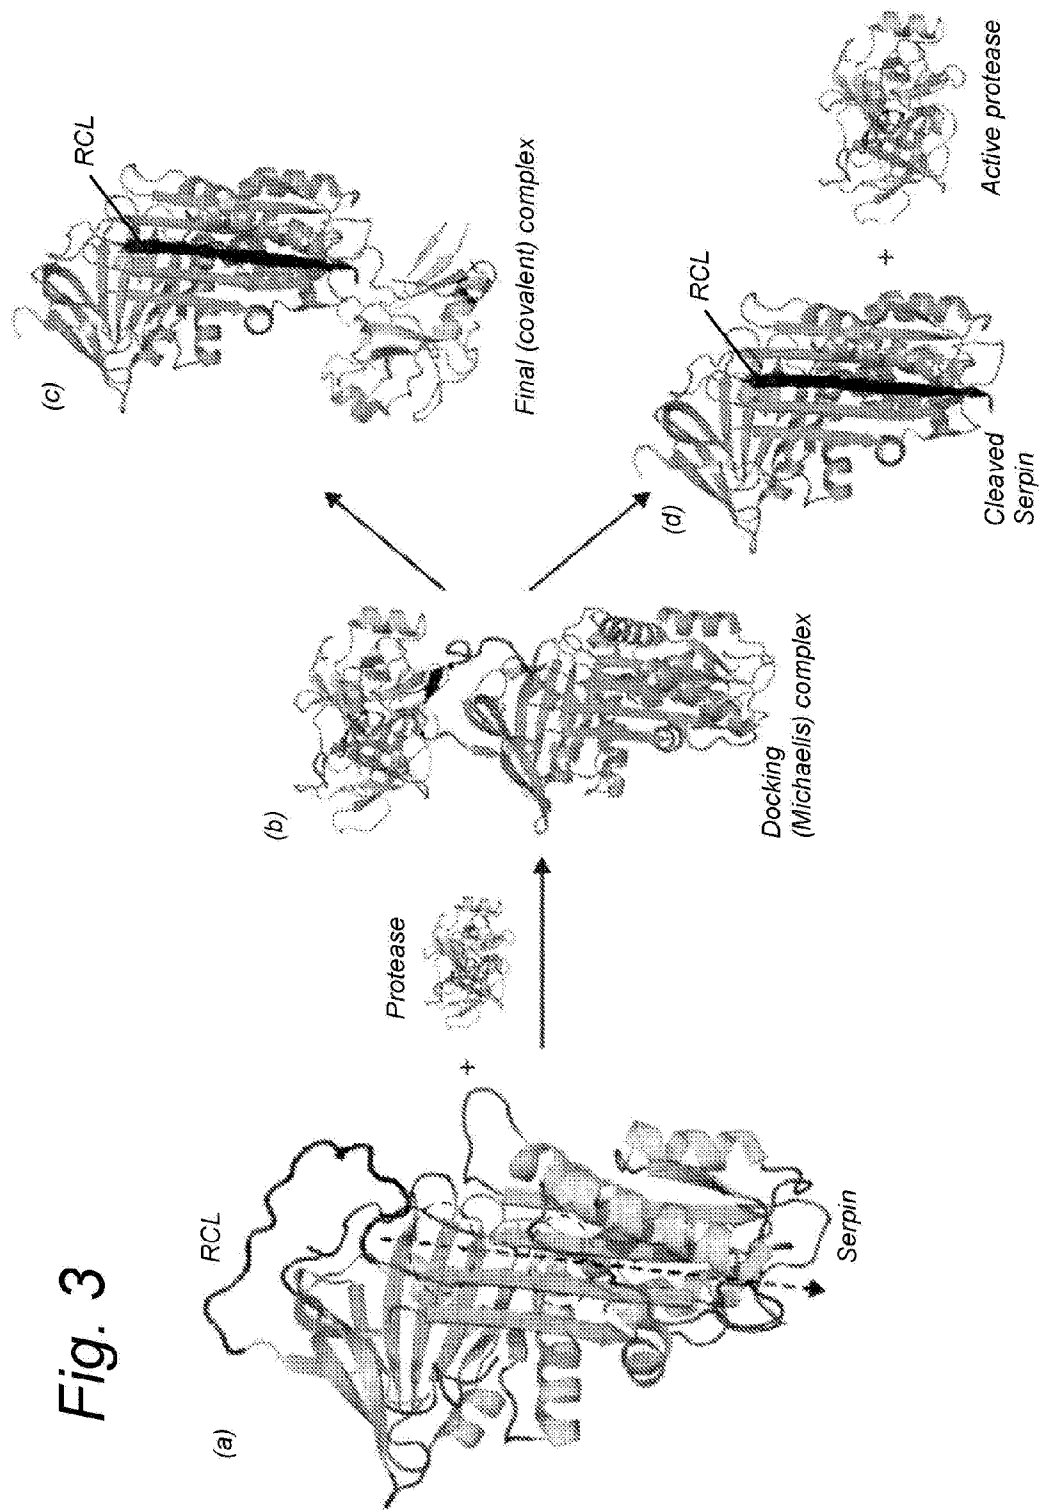 Fig. 3
(a)
RCL
Serpin
+
Protease
(b)
Docking
(Michaelis) complex
(c)
RCL
Final (covalent) complex
(d)
RCL
Cleaved
Serpin
+
Active protease